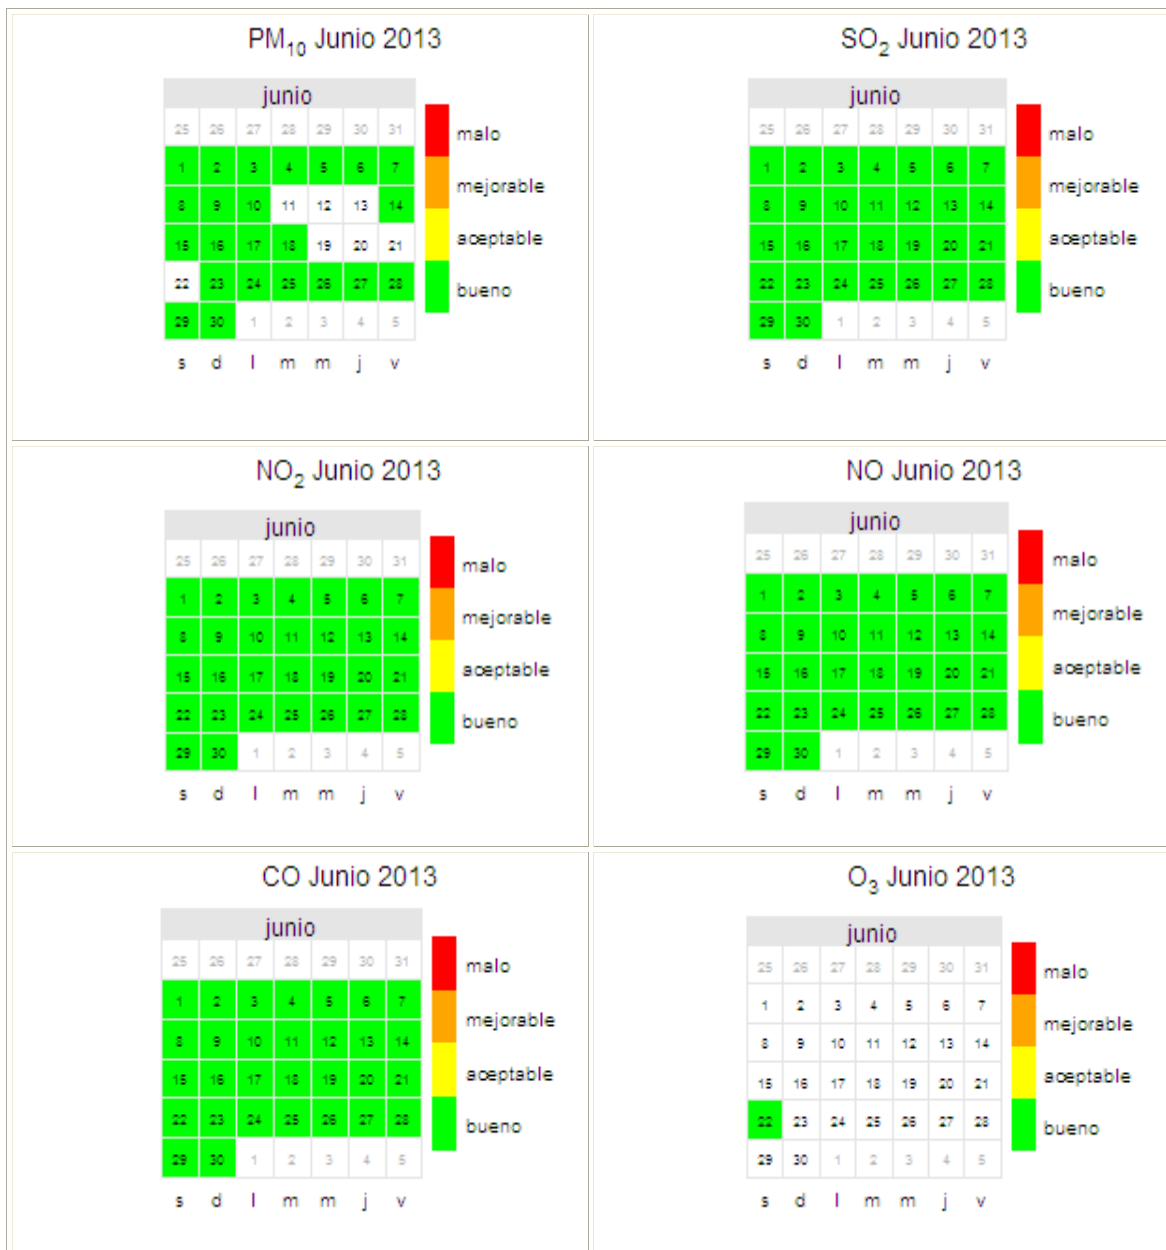 PM10 Junio 2013
junio
25 26 27 28 29 30 31
1 2 3 4 5 6 7
8 9 10 11 12 13 14
15 16 17 18 19 20 21
22 23 24 25 26 27 28
29 30 1 2 3 4 5
s d l m m j v
malo
mejorable
aceptable
bueno
SO2 Junio 2013
junio
25 26 27 28 29 30 31
1 2 3 4 5 6 7
8 9 10 11 12 13 14
15 16 17 18 19 20 21
22 23 24 25 26 27 28
29 30 1 2 3 4 5
s d l m m j v
malo
mejorable
aceptable
bueno
NO2 Junio 2013
junio
25 26 27 28 29 30 31
1 2 3 4 5 6 7
8 9 10 11 12 13 14
15 16 17 18 19 20 21
22 23 24 25 26 27 28
29 30 1 2 3 4 5
s d l m m j v
malo
mejorable
aceptable
bueno
NO Junio 2013
junio
25 26 27 28 29 30 31
1 2 3 4 5 6 7
8 9 10 11 12 13 14
15 16 17 18 19 20 21
22 23 24 25 26 27 28
29 30 1 2 3 4 5
s d l m m j v
malo
mejorable
aceptable
bueno
CO Junio 2013
junio
25 26 27 28 29 30 31
1 2 3 4 5 6 7
8 9 10 11 12 13 14
15 16 17 18 19 20 21
22 23 24 25 26 27 28
29 30 1 2 3 4 5
s d l m m j v
malo
mejorable
aceptable
bueno
O3 Junio 2013
junio
25 26 27 28 29 30 31
1 2 3 4 5 6 7
8 9 10 11 12 13 14
15 16 17 18 19 20 21
22 23 24 25 26 27 28
29 30 1 2 3 4 5
s d l m m j v
malo
mejorable
aceptable
bueno